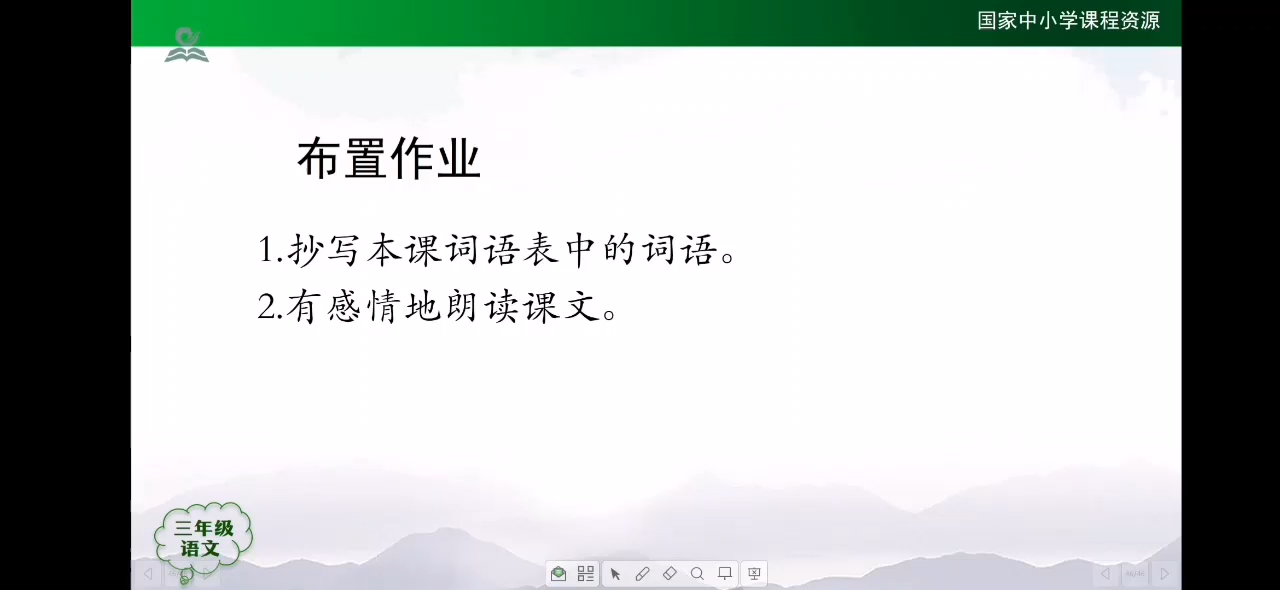 国家中小学课程资源
布置作业
1.抄写本课词语表中的词语。
2.有感情地朗读课文。
三年级
语文